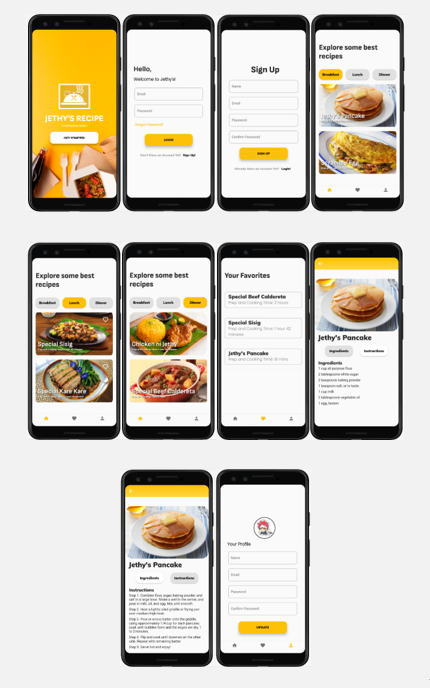 JETHY'S RECIPE
GET STARTED
Hello,
Welcome to Jethy's!
Email
Password
Forgot Password?
LOGIN
Don't Have an Account Yet? Sign Up!
Sign Up
Name
Email
Password
Confirm Password
SIGN UP
Already have an account Yet? Login!
Explore some best
recipes
Breakfast
Lunch
Dinner
Jethy's Pancake
Explore some best
recipes
Breakfast
Lunch
Dinner
Special Sisig
Special Kare Kare
Explore some best
recipes
Breakfast
Lunch
Dinner
Chicken ni Jethy
Special Beef Caldereta
Your Favorites
Special Beef Caldereta
Prep and Cooking Time: 2 hours
Special Sisig
Prep and Cooking Time: 1 hour 42
minutes
Jethy's Pancake
Prep and Cooking Time: 18 mins
Jethy's Pancake
Ingredients
Instructions
Ingredients
1 cup all purpose flour
2 tablespoons white sugar
2 teaspoons baking powder
1 teaspoon salt, or to taste
1 cup milk
2 tablespoons vegetable oil
1 egg, beaten
Jethy's Pancake
Ingredients
Instructions
Instructions
Step 1: Combine flour, sugar, baking powder, and
salt in a large bowl. Make a well in the center, and
pour in milk, oil, and egg. Mix until smooth.
Step 2: Heat a lightly oiled griddle or frying pan
over medium-high heat.
Step 3: Pour or scoop batter onto the griddle,
using approximately 1/4 cup for each pancake;
cook until bubbles form and the edges are dry, 1
to 2 minutes.
Step 4: Flip and cook until browned on the other
side. Repeat with remaining batter.
Step 5: Serve hot and enjoy!
Your Profile
Name
Email
Password
Confirm Password
UPDATE